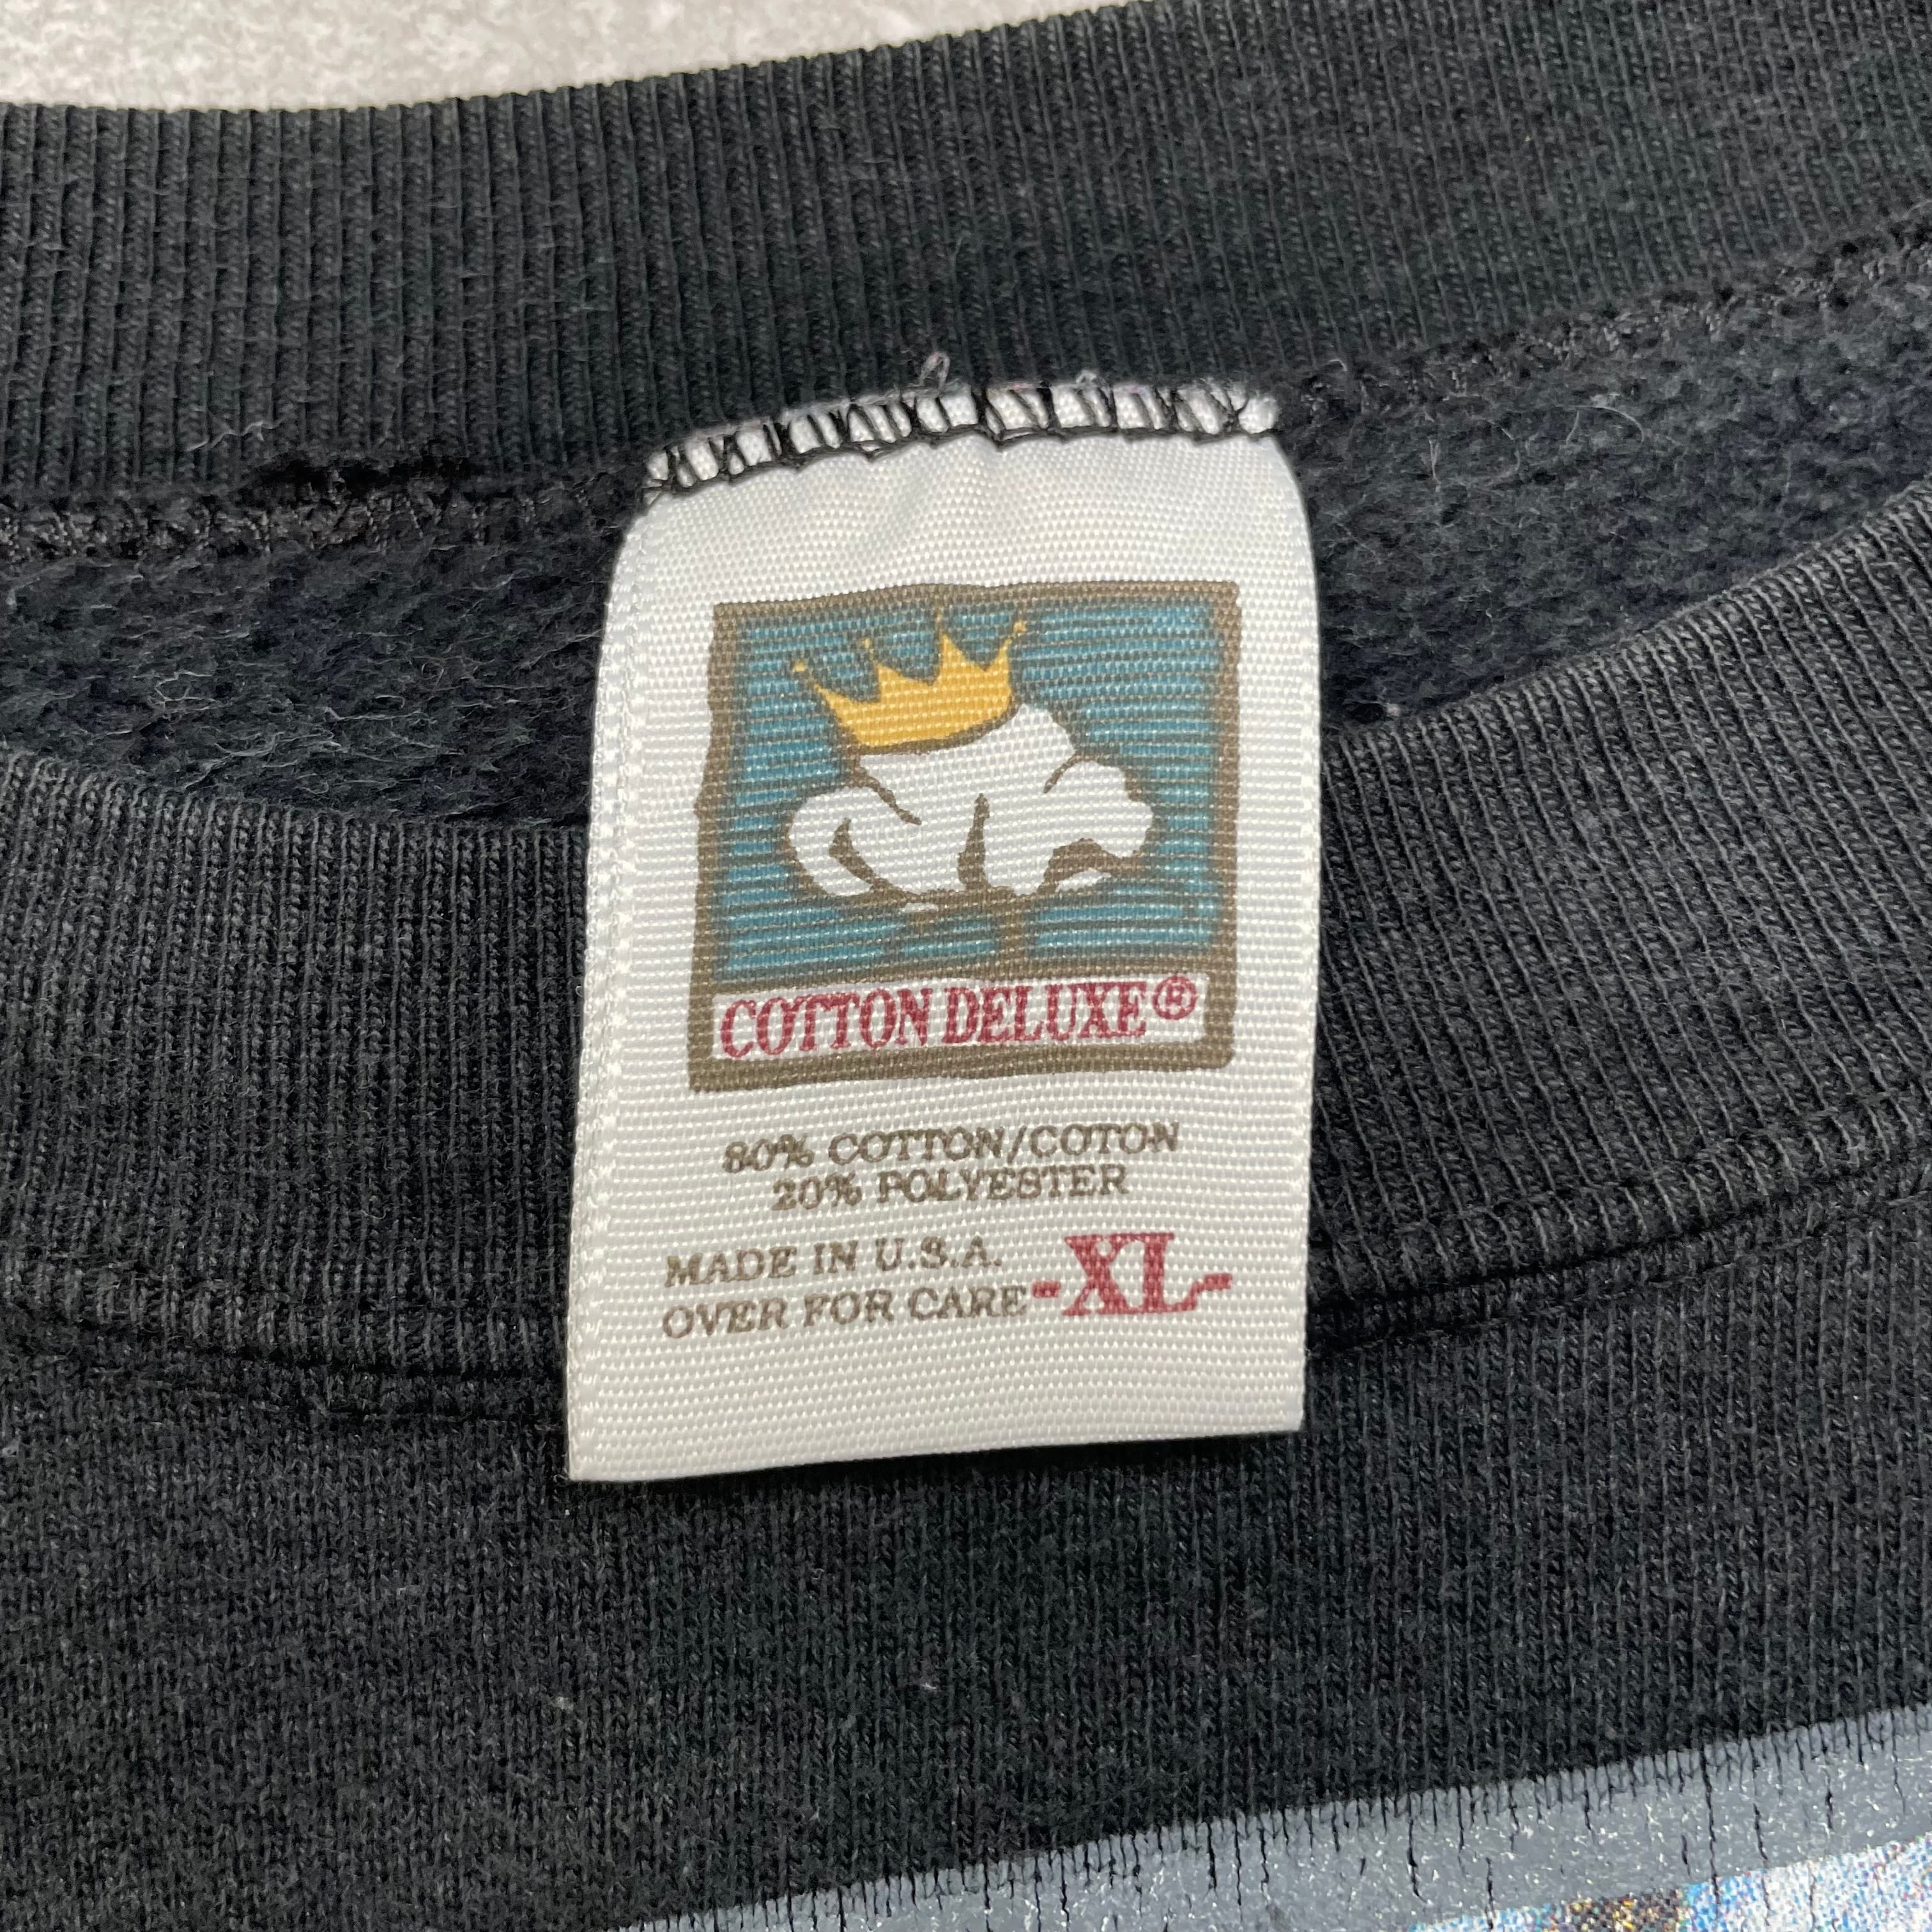 COTTON DELUXE®
80% COTTON/COTON
20% POLYESTER
MADE IN U.S.A.
OVER FOR CARE -XL-